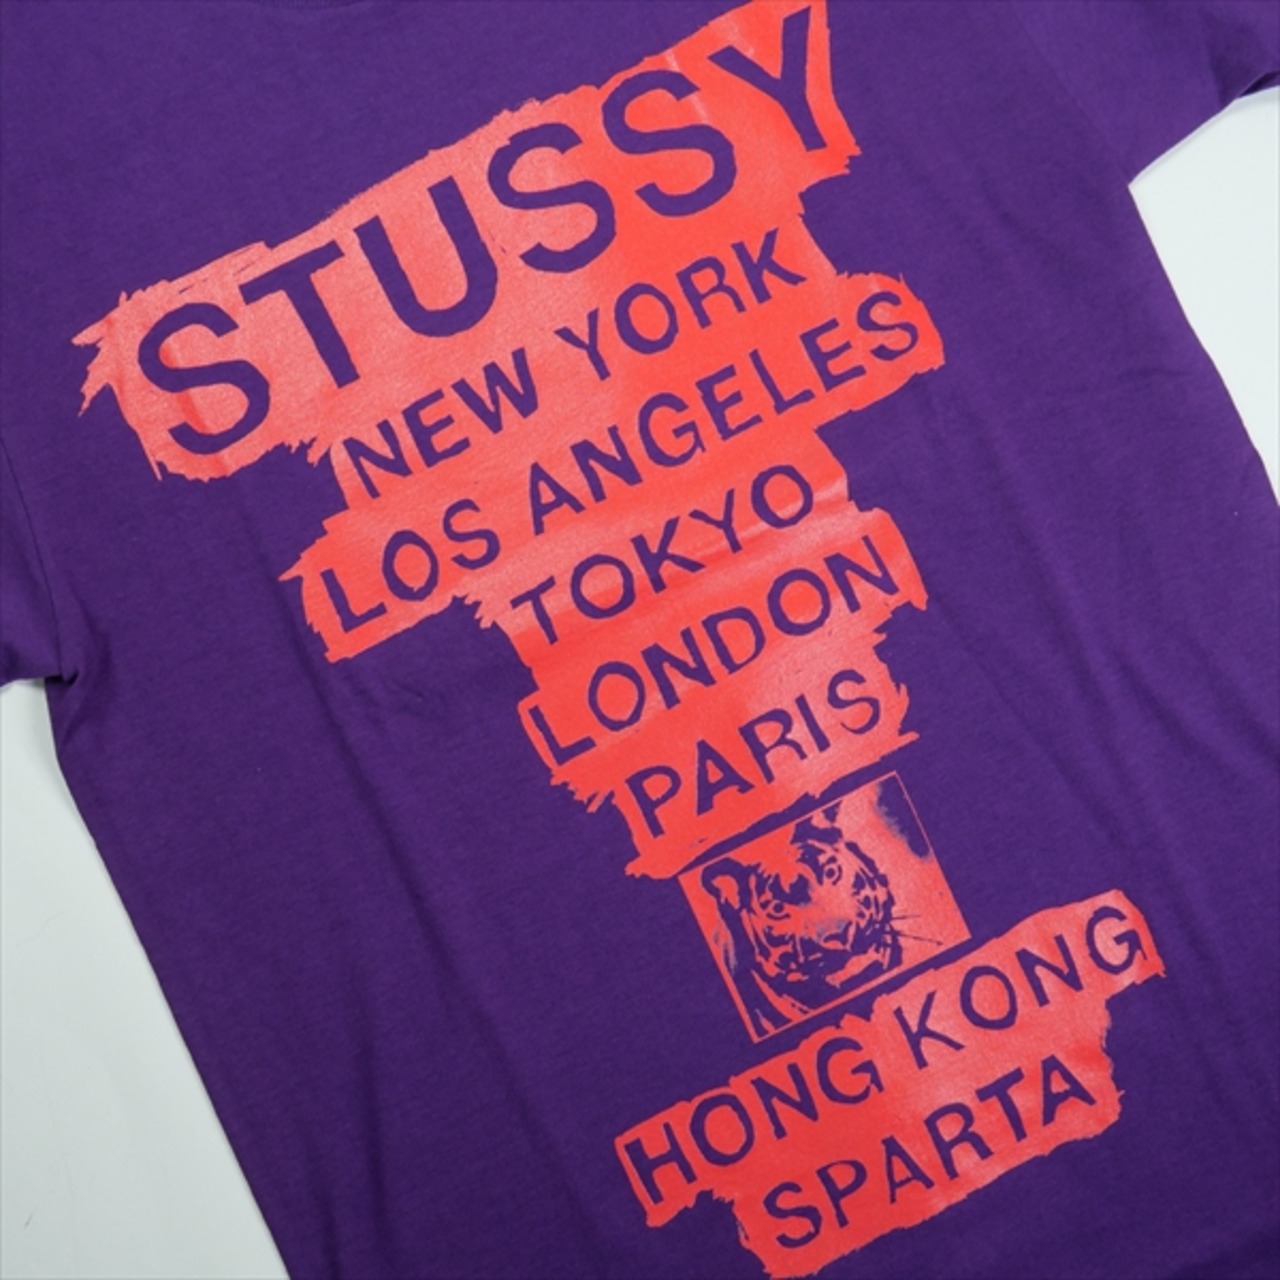 STUSSY
NEW YORK
LOS ANGELES
TOKYO
LONDON
PARIS
HONG KONG
SPARTA